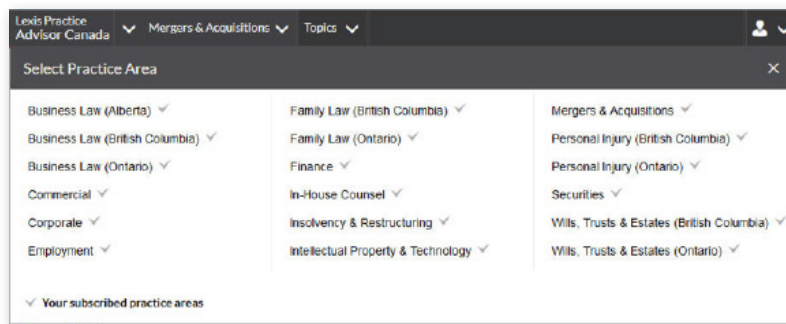 Lexis Practice
Advisor Canada
Mergers & Acquisitions
Topics
Select Practice Area
Business Law (Alberta)
Business Law (British Columbia)
Business Law (Ontario)
Commercial
Corporate
Employment
Family Law (British Columbia)
Family Law (Ontario)
Finance
In-House Counsel
Insolvency & Restructuring
Intellectual Property & Technology
Mergers & Acquisitions
Personal Injury (British Columbia)
Personal Injury (Ontario)
Securities
Wills, Trusts & Estates (British Columbia)
Wills, Trusts & Estates (Ontario)
Your subscribed practice areas